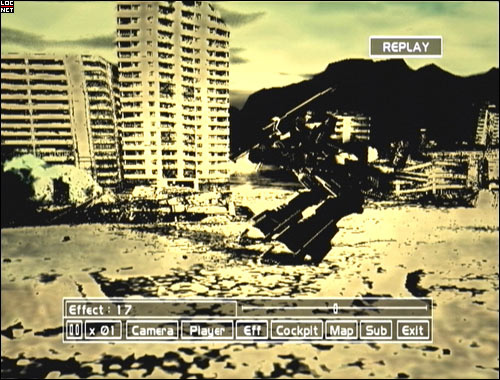 LOC
NET
REPLAY
Effect : 17
x 01 Camera Player Eff Cockpit Map Sub Exit